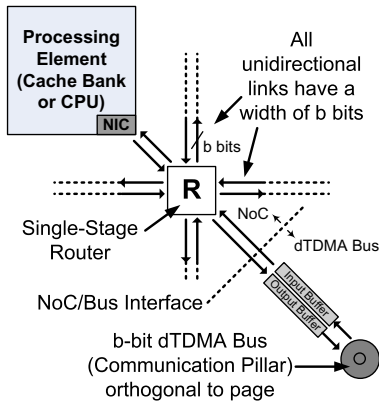 Processing
Element
(Cache Bank
or CPU)
NIC
All
unidirectional
links have a
width of b bits
b bits
R
NoC
dTDMA Bus
Single-Stage
Router
NoC/Bus Interface
Input Buffer
Output Buffer
b-bit dTDMA Bus
(Communication Pillar)
orthogonal to page